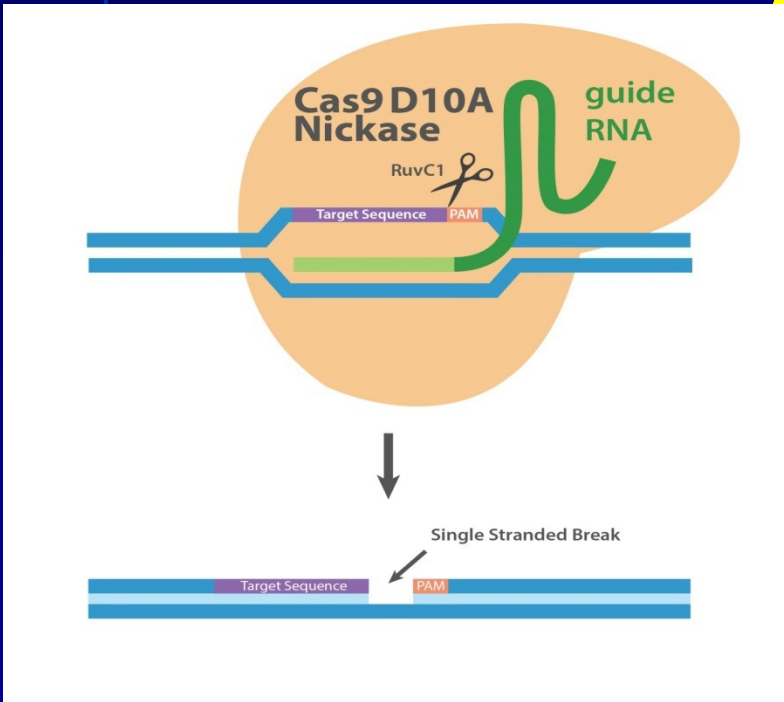 Cas9 D10A
Nickase
guide
RNA
RuvC1
Target Sequence
PAM
Single Stranded Break
Target Sequence
PAM